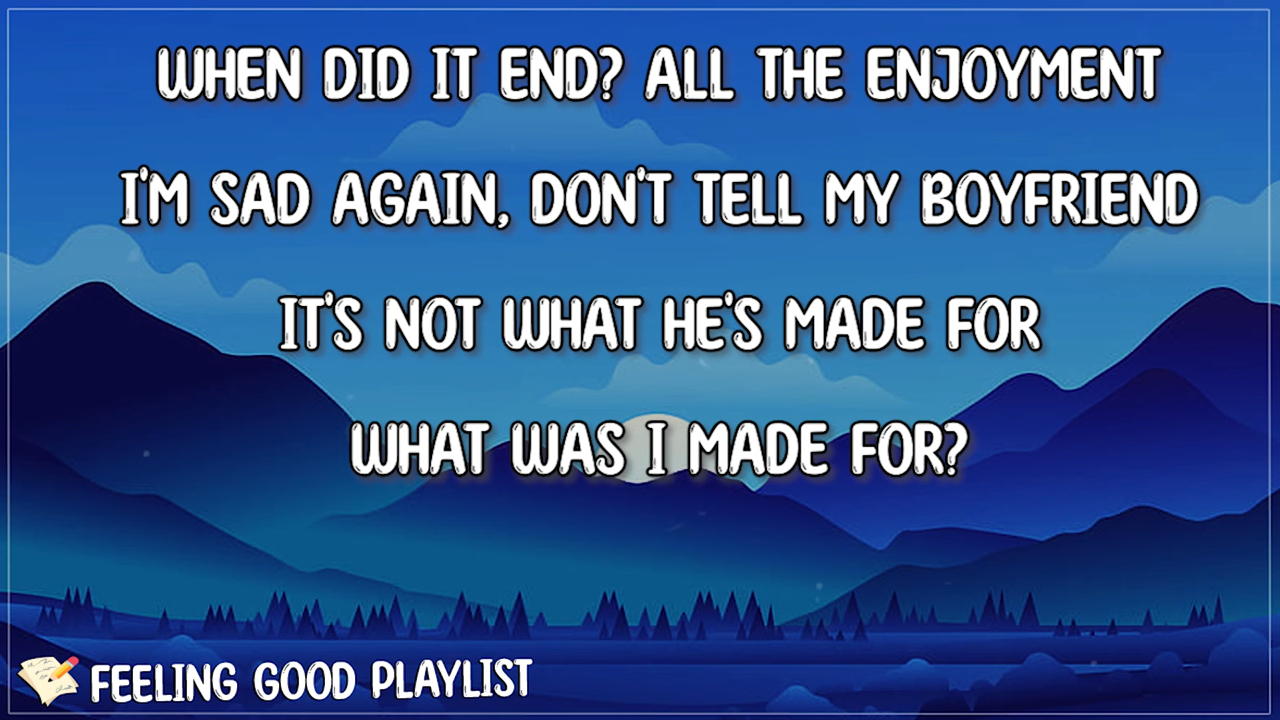 WHEN DID IT END? ALL THE ENJOYMENT
I'M SAD AGAIN, DON'T TELL MY BOYFRIEND
IT'S NOT WHAT HE'S MADE FOR
WHAT WAS I MADE FOR?
FEELING GOOD PLAYLIST